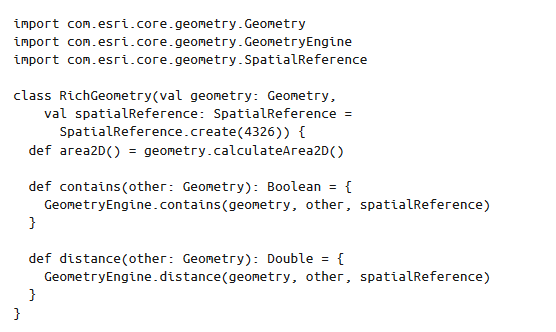 import com.esri.core.geometry.Geometry
import com.esri.core.geometry.GeometryEngine
import com.esri.core.geometry.SpatialReference

class RichGeometry(val geometry: Geometry,
    val spatialReference: SpatialReference =
      SpatialReference.create(4326)) {
  def area2D() = geometry.calculateArea2D()

  def contains(other: Geometry): Boolean = {
    GeometryEngine.contains(geometry, other, spatialReference)
  }

  def distance(other: Geometry): Double = {
    GeometryEngine.distance(geometry, other, spatialReference)
  }
}